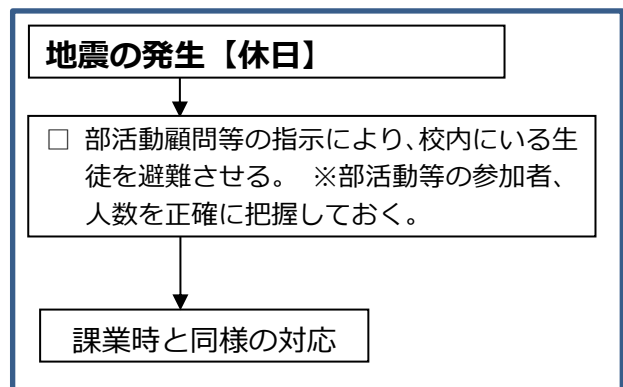 地震の発生【休日】
□ 部活動顧問等の指示により、校内にいる生
徒を避難させる。 ※部活動等の参加者、
人数を正確に把握しておく。
課業時と同様の対応